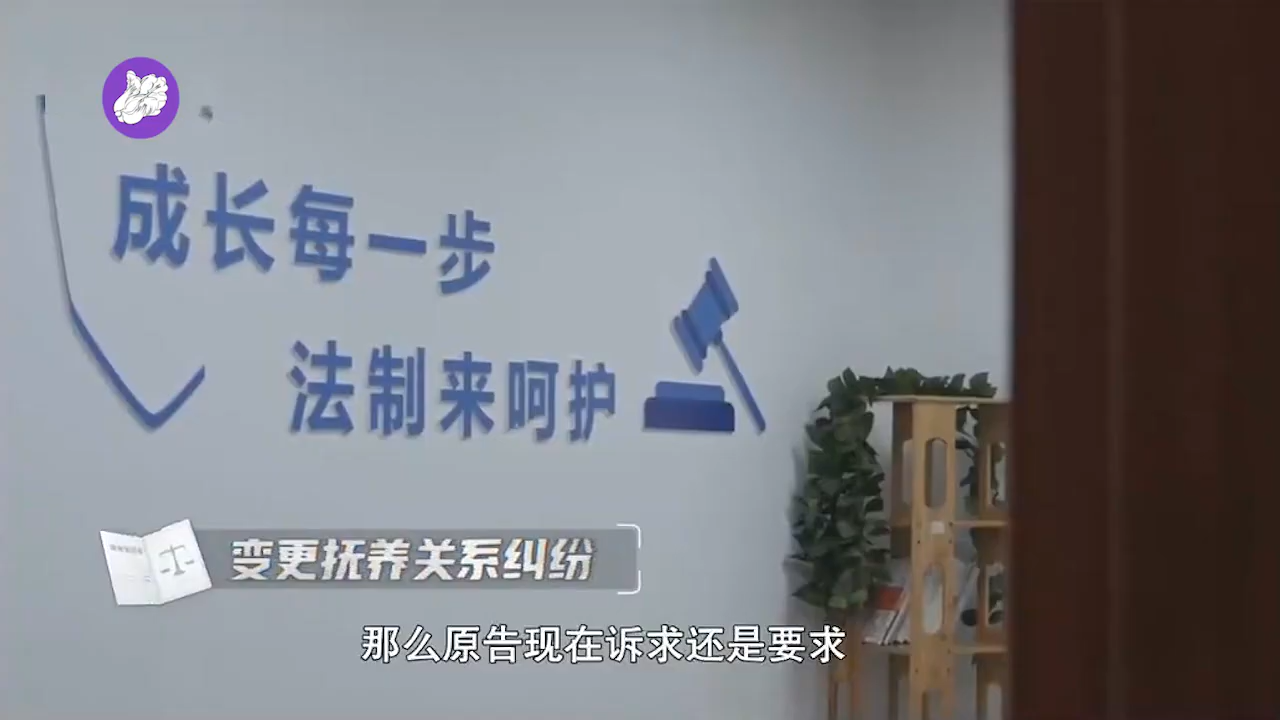 成长每一步
法制来呵护
变更抚养关系纠纷
那么原告现在诉求还是要求